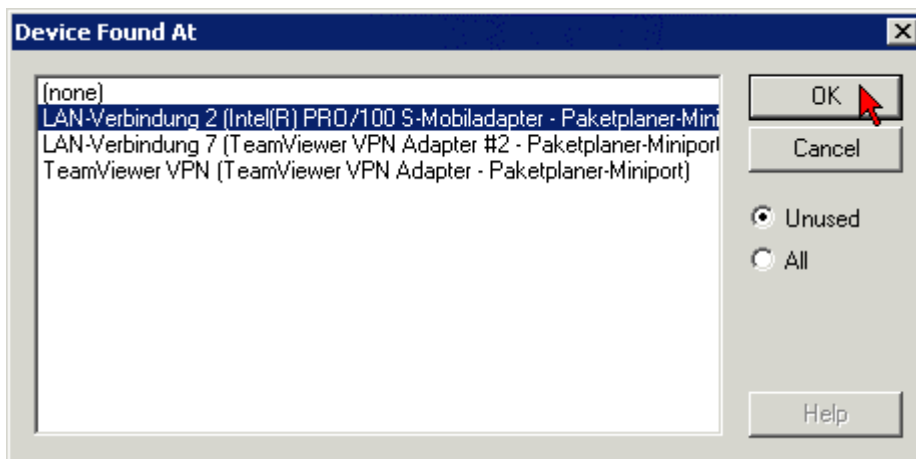 Device Found At
(none)
LAN-Verbindung 2 (Intel(R) PRO/100 S-Mobiladapter - Paketplaner-Mini
LAN-Verbindung 7 (TeamViewer VPN Adapter #2 - Paketplaner-Miniport
TeamViewer VPN (TeamViewer VPN Adapter - Paketplaner-Miniport)
OK
Cancel
Unused
All
Help